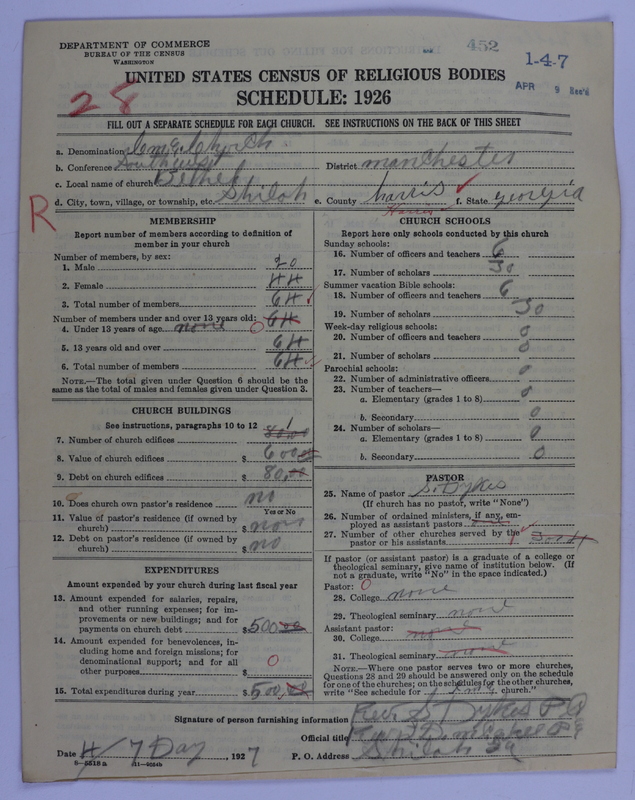 DEPARTMENT OF COMMERCE
BUREAU OF THE CENSUS
WASHINGTON
452
1-4-7
APR 9 Rec'd
UNITED STATES CENSUS OF RELIGIOUS BODIES
SCHEDULE: 1926
28
FILL OUT A SEPARATE SCHEDULE FOR EACH CHURCH. SEE INSTRUCTIONS ON THE BACK OF THIS SHEET
a. Denomination C.m.e. Church
b. Conference Southwest District manchester
c. Local name of church Bethel
d. City, town, village, or township, etc. Shiloh e. County harris f. State georgia
Harris
R
MEMBERSHIP
Report number of members according to definition of member in your church
Number of members, by sex:
1. Male 20
2. Female 44
3. Total number of members 64
Number of members under and over 13 years old: 64
4. Under 13 years of age none 0
5. 13 years old and over 64
6. Total number of members 64
NOTE.—The total given under Question 6 should be the same as the total of males and females given under Question 3.
CHURCH BUILDINGS
See instructions, paragraphs 10 to 12
7. Number of church edifices 1
8. Value of church edifices $ 600
9. Debt on church edifices $ 80.00
10. Does church own pastor's residence no
Yes or No
11. Value of pastor's residence (if owned by church) $ non
12. Debt on pastor's residence (if owned by church) $ no
EXPENDITURES
Amount expended by your church during last fiscal year
13. Amount expended for salaries, repairs, and other running expenses; for improvements or new buildings; and for payments on church debt $ 500.00
14. Amount expended for benevolences, including home and foreign missions; for denominational support; and for all other purposes $ 0
15. Total expenditures during year $ 500.00
CHURCH SCHOOLS
Report here only schools conducted by this church
Sunday schools:
16. Number of officers and teachers 6
17. Number of scholars 30
Summer vacation Bible schools:
18. Number of officers and teachers 6
19. Number of scholars 30
Week-day religious schools:
20. Number of officers and teachers 0
21. Number of scholars 0
Parochial schools:
22. Number of administrative officers 0
23. Number of teachers—
a. Elementary (grades 1 to 8) 0
b. Secondary 0
24. Number of scholars—
a. Elementary (grades 1 to 8) 0
b. Secondary 0
PASTOR
25. Name of pastor S. Dykes
(If church has no pastor, write "None")
26. Number of ordained ministers, if any, employed as assistant pastors
27. Number of other churches served by the pastor or his assistants
If pastor (or assistant pastor) is a graduate of a college or theological seminary, give name of institution below. (If not a graduate, write "No" in the space indicated.)
Pastor: 0
28. College none
29. Theological seminary none
Assistant pastor:
30. College none
31. Theological seminary none
NOTE.—Where one pastor serves two or more churches, Questions 28 and 29 should be answered only on the schedule for one of the churches; on the schedules for the other churches, write "See schedule for church."
Signature of person furnishing information Rev. S. Dykes
Official title
Date 4/7 Day, 1927 P. O. Address Shiloh Ga
8-5518a